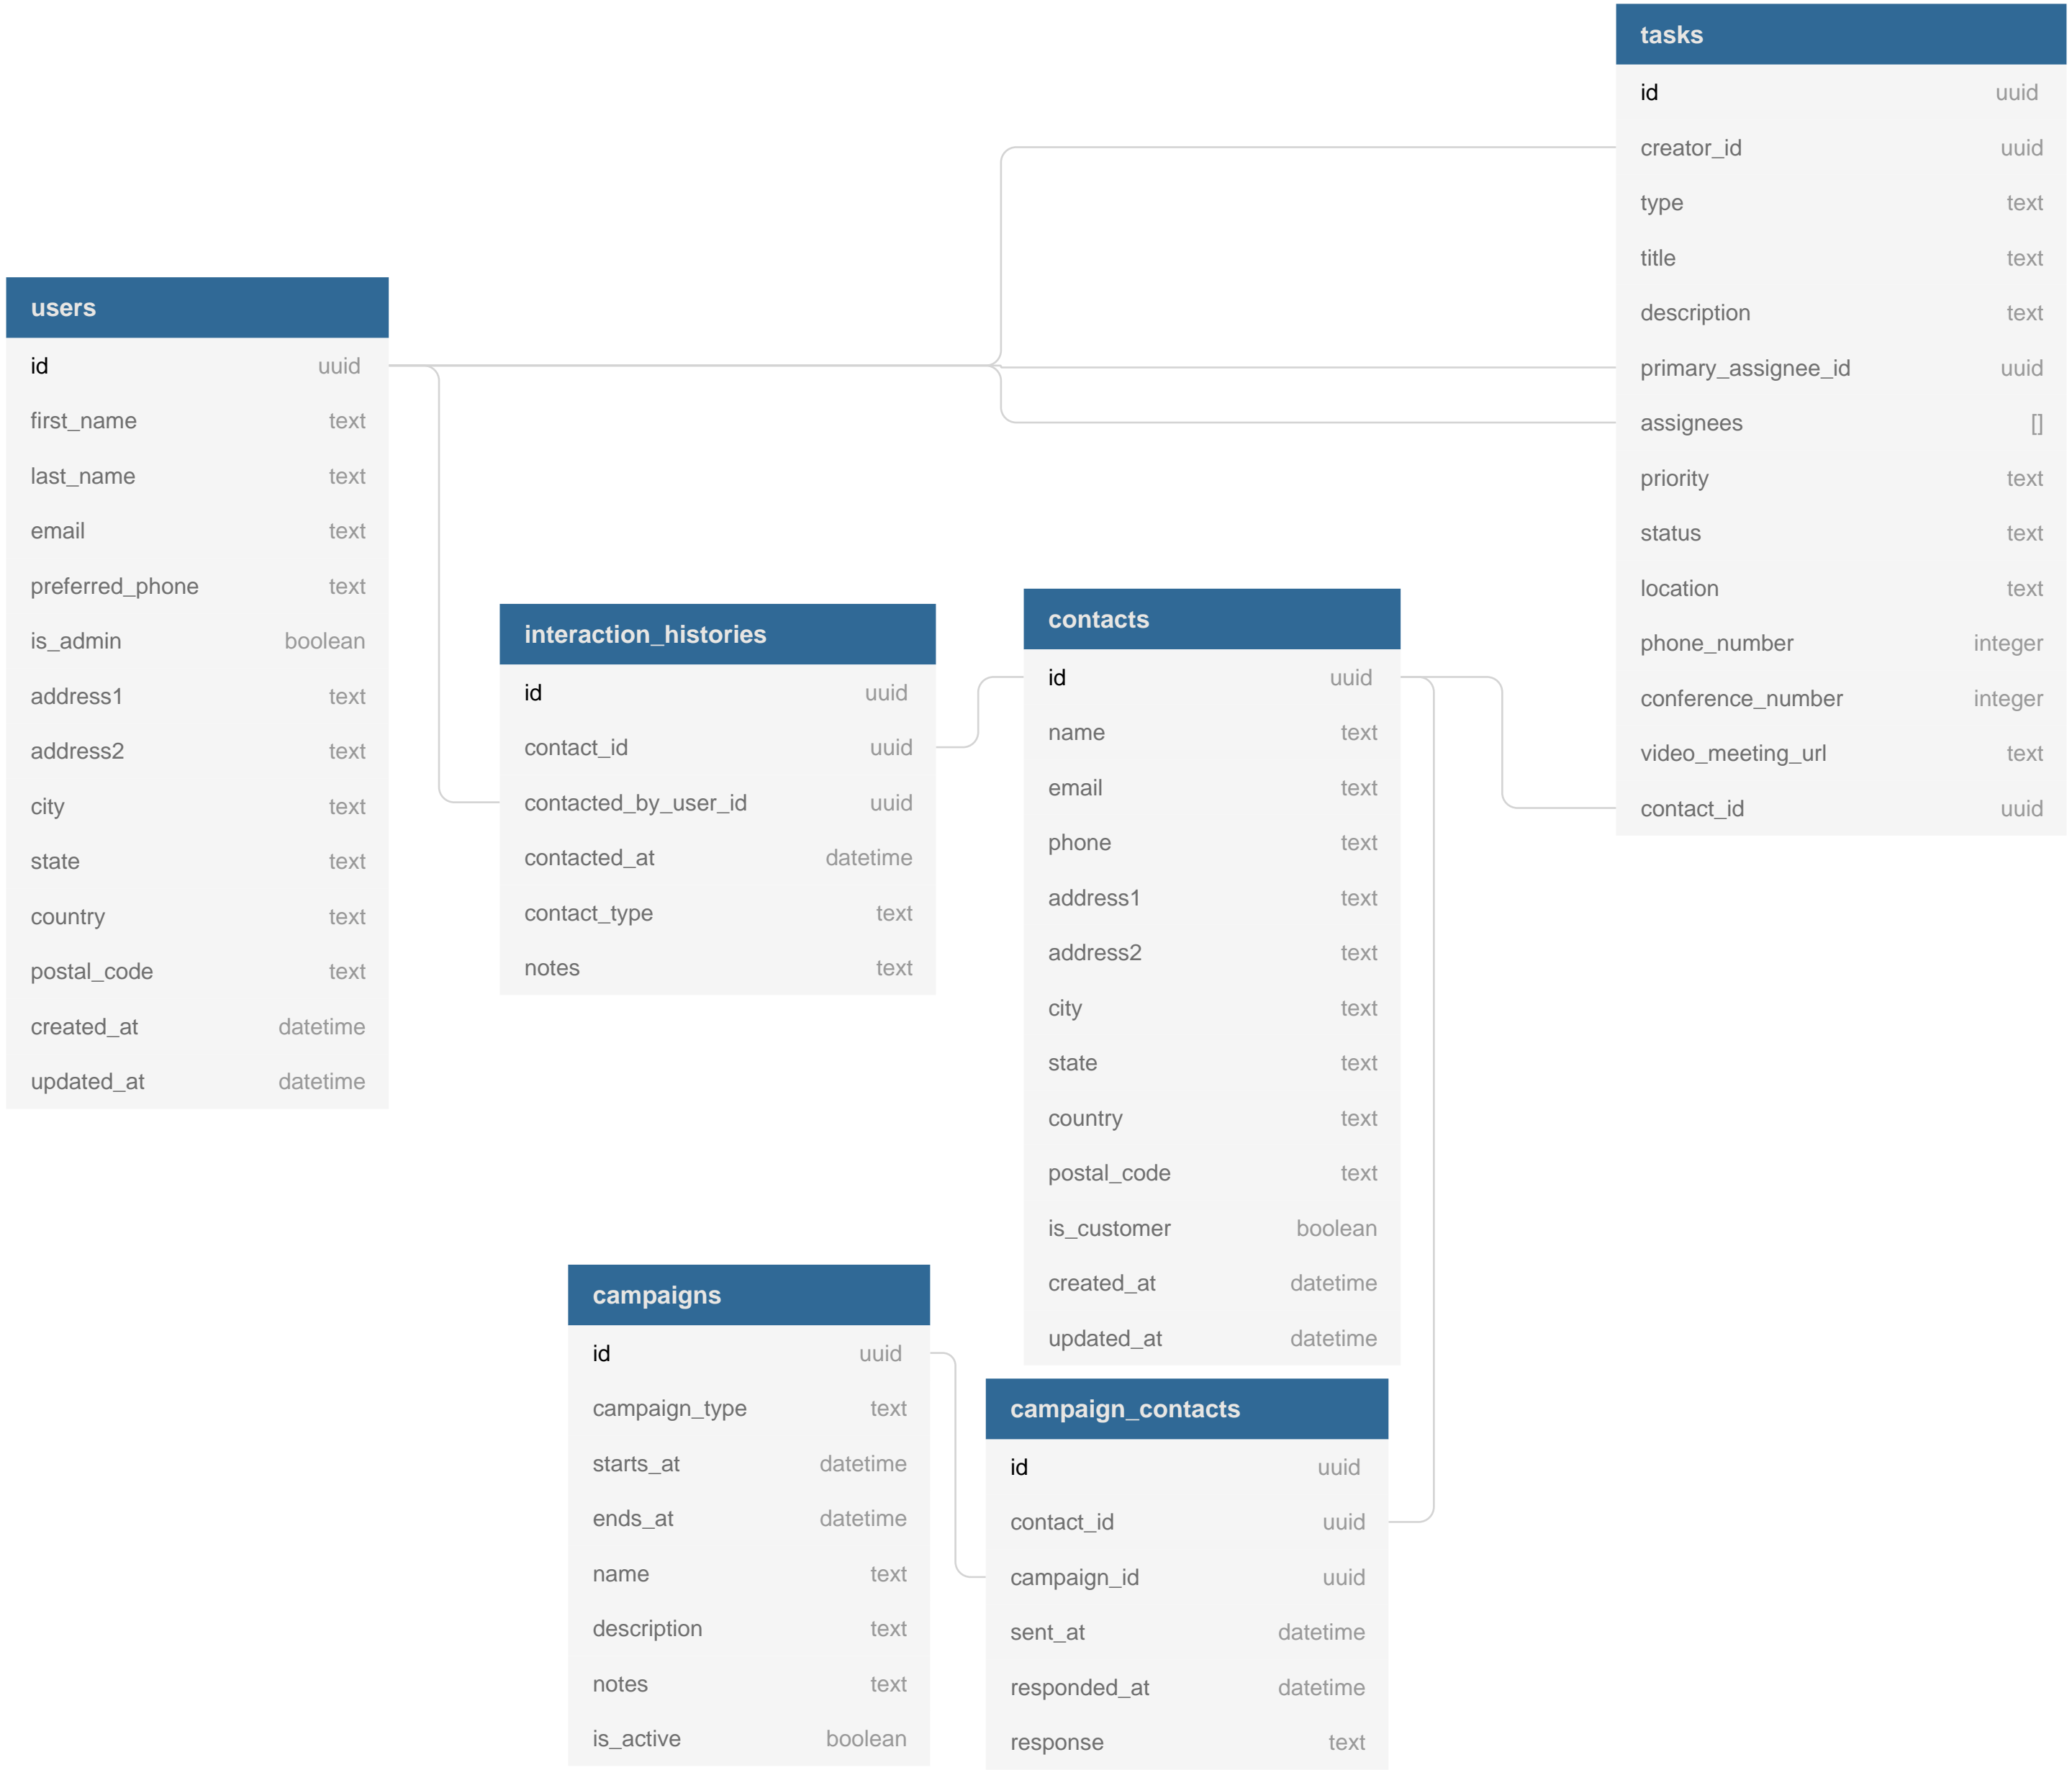 tasks
id uuid
creator_id uuid
type text
title text
description text
primary_assignee_id uuid
assignees []
priority text
status text
location text
phone_number integer
conference_number integer
video_meeting_url text
contact_id uuid
users
id uuid
first_name text
last_name text
email text
preferred_phone text
is_admin boolean
address1 text
address2 text
city text
state text
country text
postal_code text
created_at datetime
updated_at datetime
interaction_histories
id uuid
contact_id uuid
contacted_by_user_id uuid
contacted_at datetime
contact_type text
notes text
contacts
id uuid
name text
email text
phone text
address1 text
address2 text
city text
state text
country text
postal_code text
is_customer boolean
created_at datetime
updated_at datetime
campaigns
id uuid
campaign_type text
starts_at datetime
ends_at datetime
name text
description text
notes text
is_active boolean
campaign_contacts
id uuid
contact_id uuid
campaign_id uuid
sent_at datetime
responded_at datetime
response text